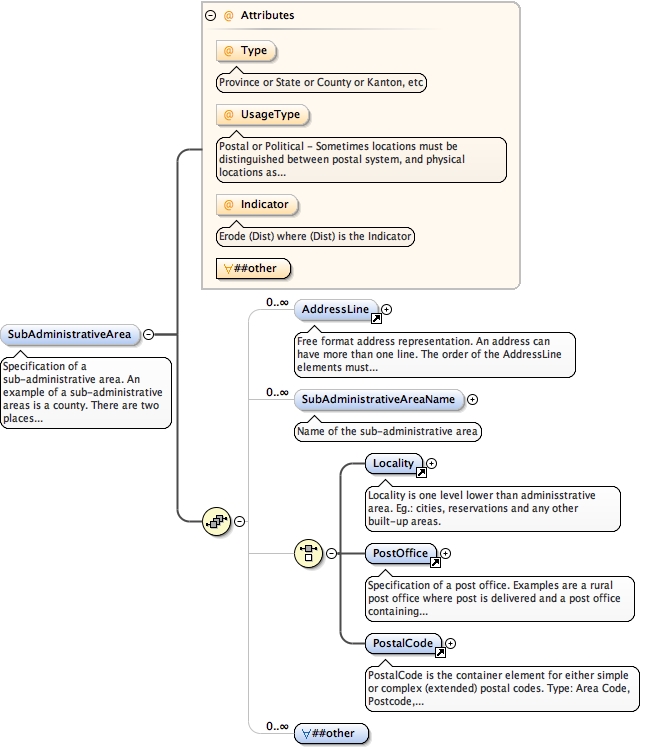 @ Attributes
@ Type
Province or State or County or Kanton, etc
@ UsageType
Postal or Political – Sometimes locations must be
distinguished between postal system, and physical
locations as...
@ Indicator
Erode (Dist) where (Dist) is the Indicator
∀##other
SubAdministrativeArea
Specification of a
sub-administrative area. An
example of a sub-administrative
areas is a county. There are two
places...
0..∞
AddressLine
Free format address representation. An address can
have more than one line. The order of the AddressLine
elements must...
0..∞
SubAdministrativeAreaName
Name of the sub-administrative area
Locality
Locality is one level lower than adminisstrative
area. Eg.: cities, reservations and any other
built-up areas.
PostOffice
Specification of a post office. Examples are a rural
post office where post is delivered and a post office
containing...
PostalCode
PostalCode is the container element for either simple
or complex (extended) postal codes. Type: Area Code,
Postcode,...
0..∞
∀##other